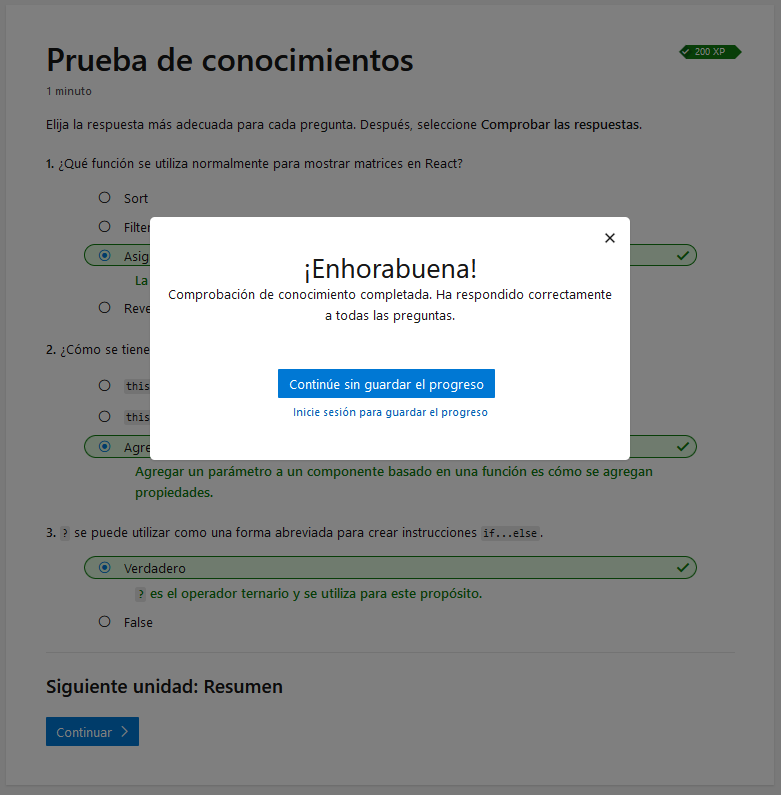 Prueba de conocimientos
200 XP
1 minuto
Elija la respuesta más adecuada para cada pregunta. Después, seleccione Comprobar las respuestas.
1. ¿Qué función se utiliza normalmente para mostrar matrices en React?
Sort
Filter
La
2. ¿Cómo se tiene
this
this
¡Enhorabuena!
Comprobación de conocimiento completada. Ha respondido correctamente
a todas las preguntas.
Continúe sin guardar el progreso
Inicie sesión para guardar el progreso
Agregar un parámetro a un componente basado en una función es cómo se agregan
propiedades.
3. ? se puede utilizar como una forma abreviada para crear instrucciones if...else.
Verdadero
? es el operador ternario y se utiliza para este propósito.
False
Siguiente unidad: Resumen
Continuar